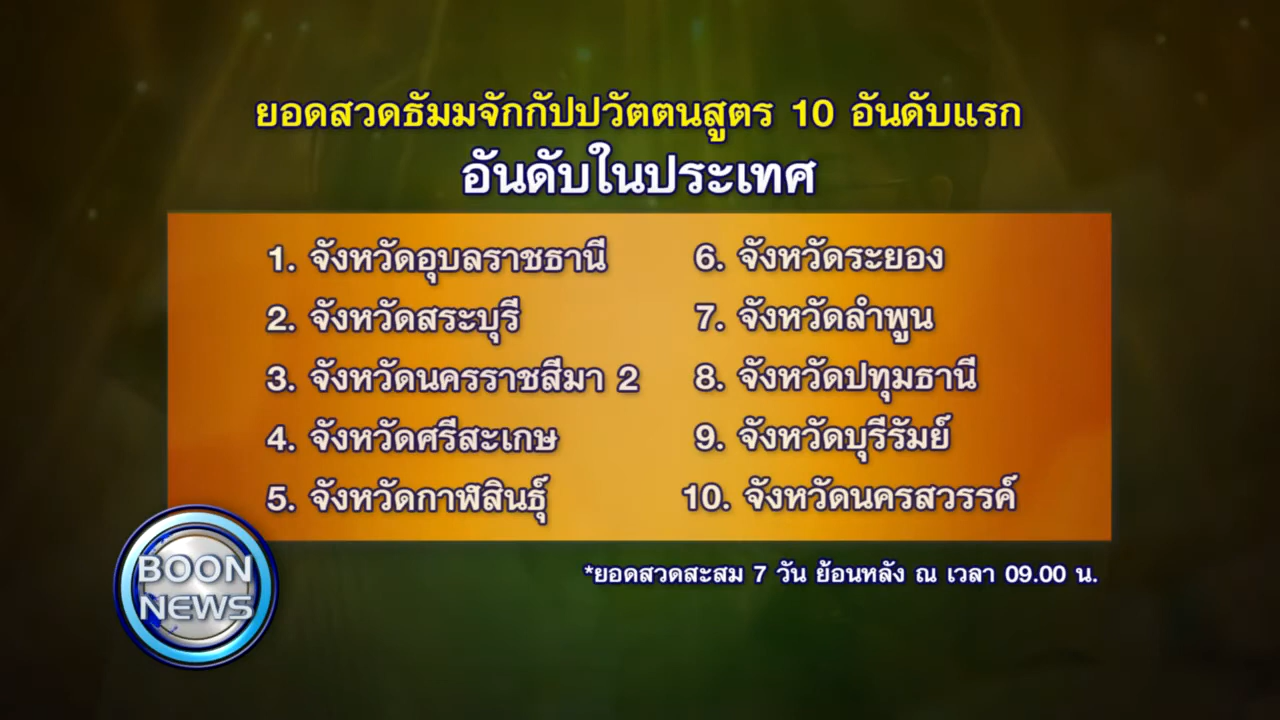 ยอดสวดธัมมจักกัปปวัตตนสูตร 10 อันดับแรก
อันดับในประเทศ
1. จังหวัดอุบลราชธานี
2. จังหวัดสระบุรี
3. จังหวัดนครราชสีมา 2
4. จังหวัดศรีสะเกษ
5. จังหวัดกาฬสินธุ์
6. จังหวัดระยอง
7. จังหวัดลำพูน
8. จังหวัดปทุมธานี
9. จังหวัดบุรีรัมย์
10. จังหวัดนครสวรรค์
*ยอดสวดสะสม 7 วัน ย้อนหลัง ณ เวลา 09.00 น.
BOON
NEWS